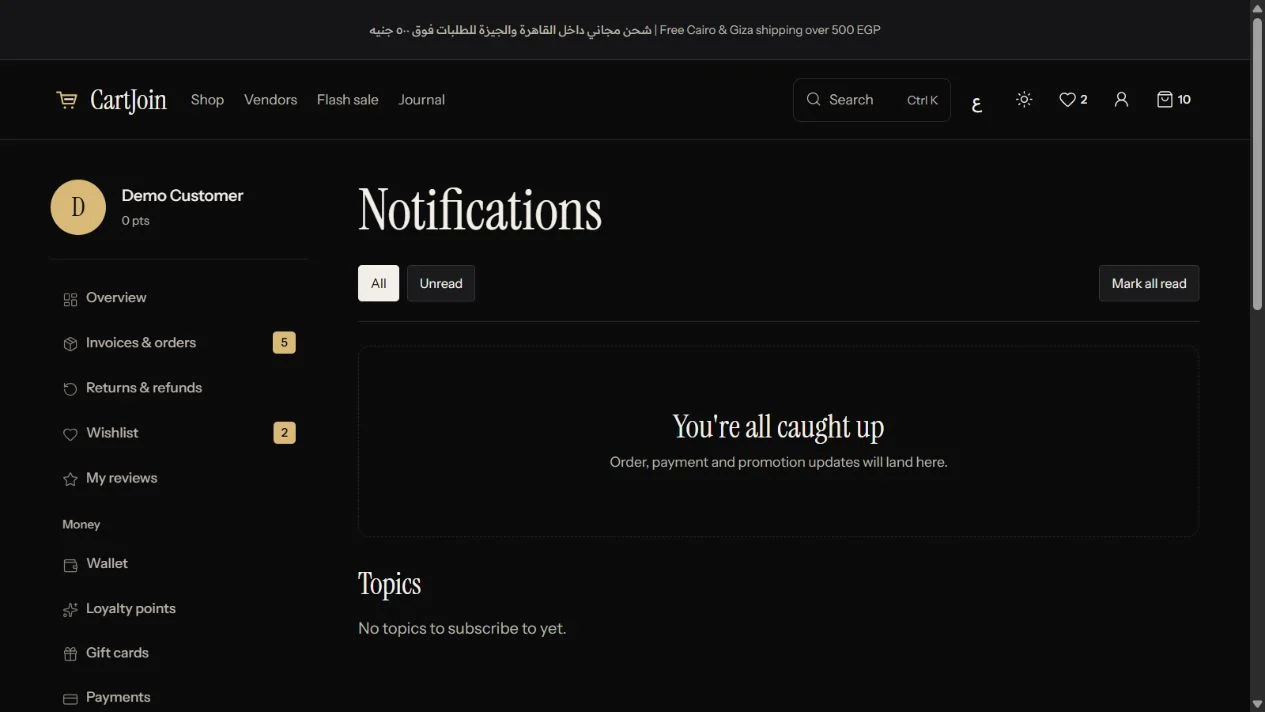 شحن مجاني داخل القاهرة والجيزة للطلبات فوق ٥٠٠ جنيه | Free Cairo & Giza shipping over 500 EGP
CartJoin
Shop
Vendors
Flash sale
Journal
Search
Ctrl K
ع
2
10
D
Demo Customer
0 pts
Overview
Invoices & orders
5
Returns & refunds
Wishlist
2
My reviews
Money
Wallet
Loyalty points
Gift cards
Payments
Notifications
All
Unread
Mark all read
You're all caught up
Order, payment and promotion updates will land here.
Topics
No topics to subscribe to yet.